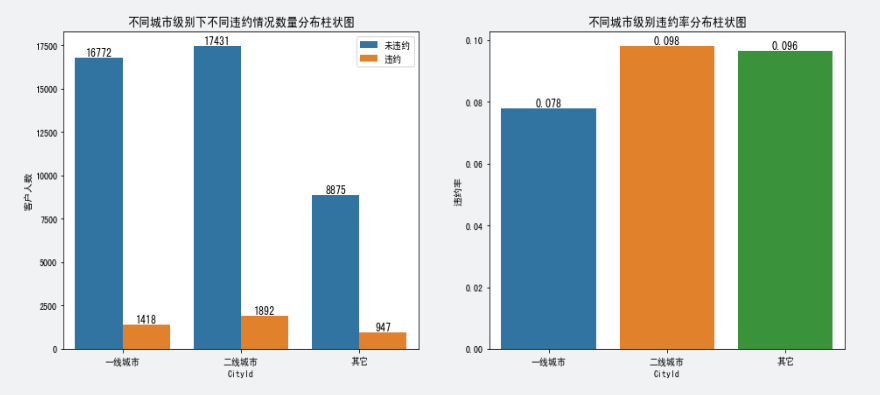 不同城市级别下不同违约情况数量分布柱状图
未违约
违约
17500
15000
12500
10000
7500
5000
2500
0
客户人数
16772
1418
17431
1892
8875
947
一线城市
二线城市
其它
CityId
不同城市级别违约率分布柱状图
0.10
0.08
0.06
0.04
0.02
0.00
违约率
0.078
0.098
0.096
一线城市
二线城市
其它
CityId